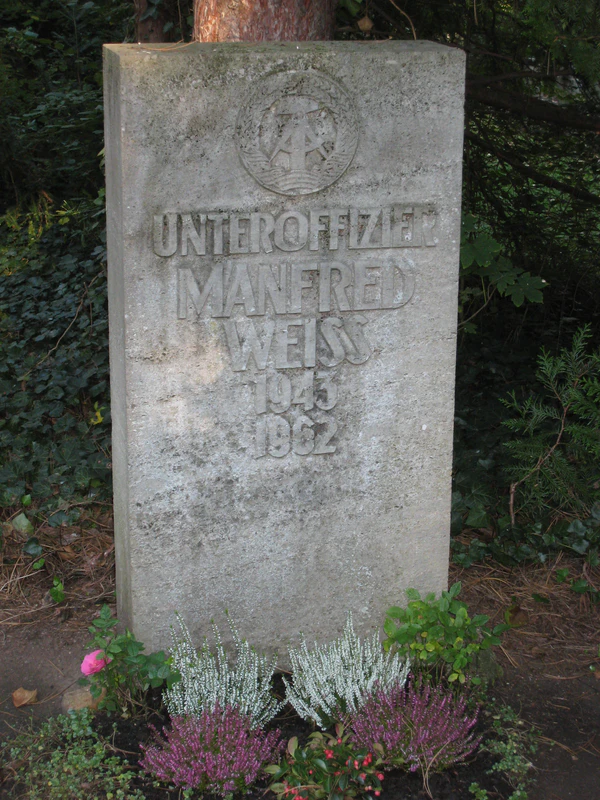 UNTEROFFIZIER
MANFRED
WEISS
1943
1962